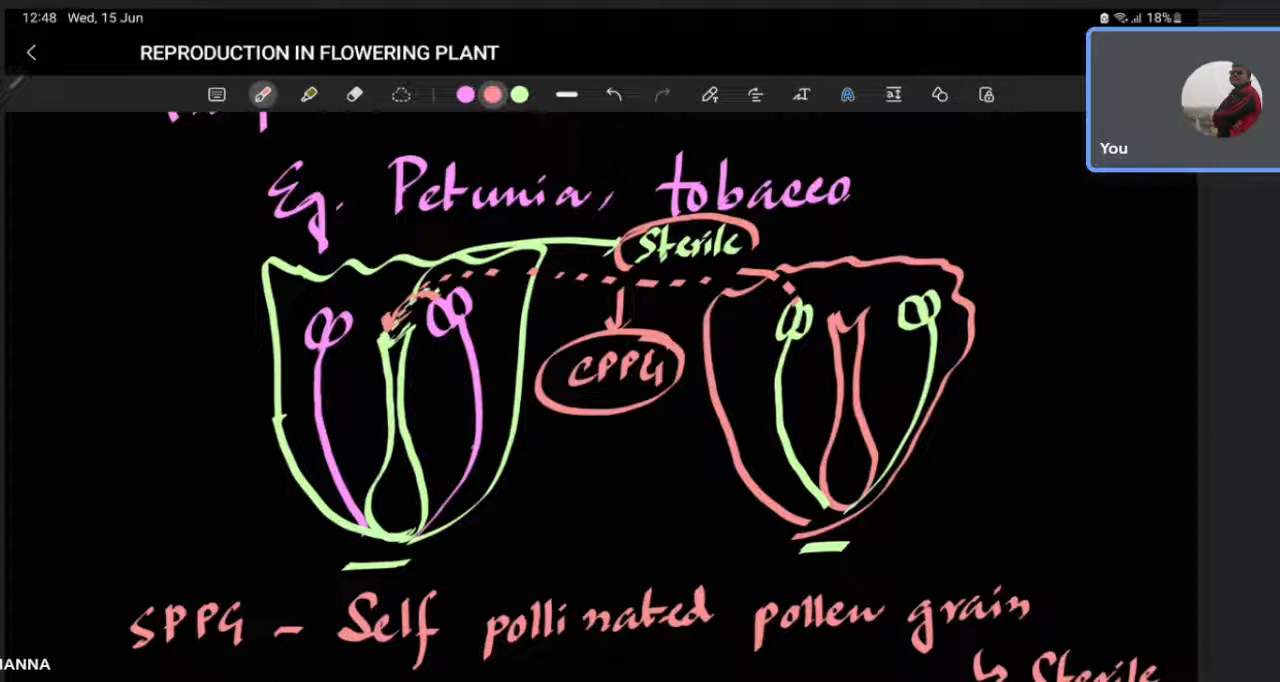 12:48 Wed, 15 Jun 18%
REPRODUCTION IN FLOWERING PLANT
You
Eg. Petunia, tobacco
Sterile
CPPG
SPPG - Self pollinated pollen grain
IANNA
↳ Sterile